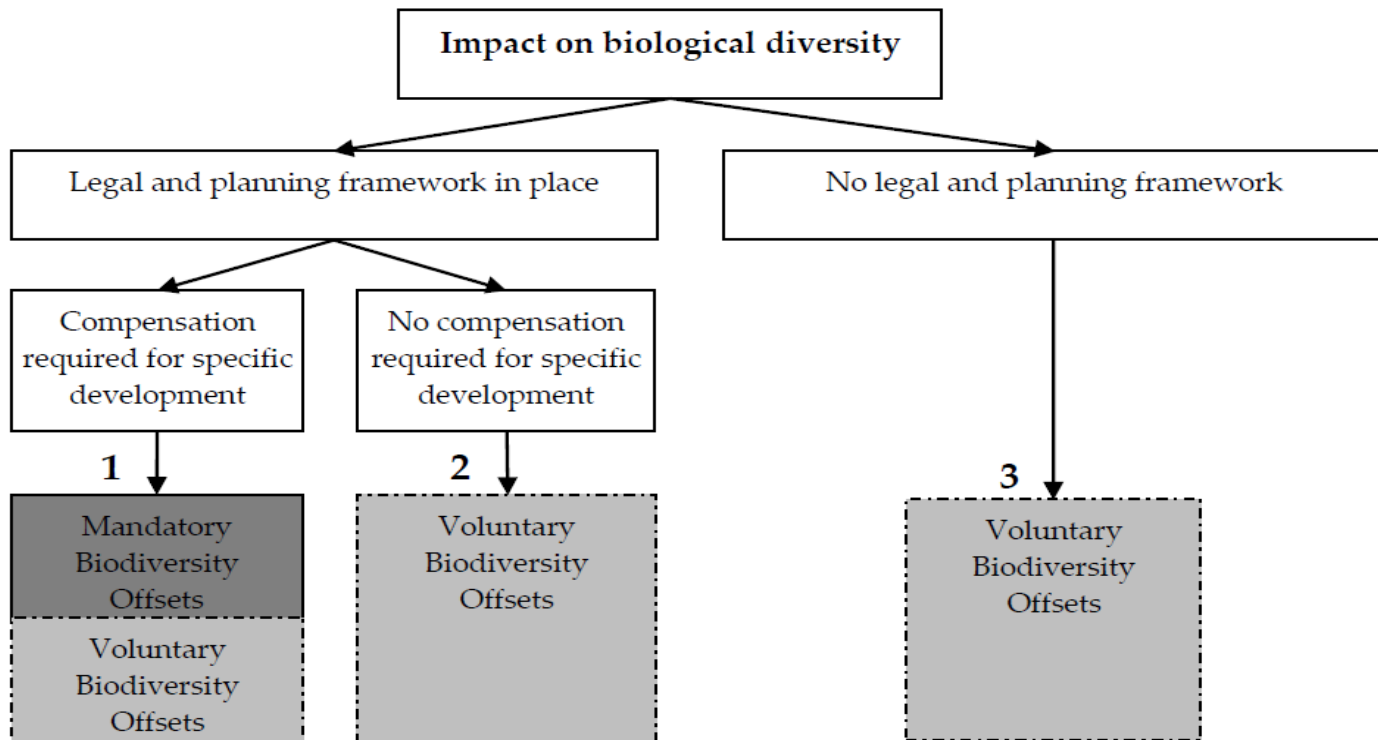 Impact on biological diversity
Legal and planning framework in place
No legal and planning framework
Compensation
required for specific
development
No compensation
required for specific
development
1
2
3
Mandatory
Biodiversity
Offsets
Voluntary
Biodiversity
Offsets
Voluntary
Biodiversity
Offsets
Voluntary
Biodiversity
Offsets